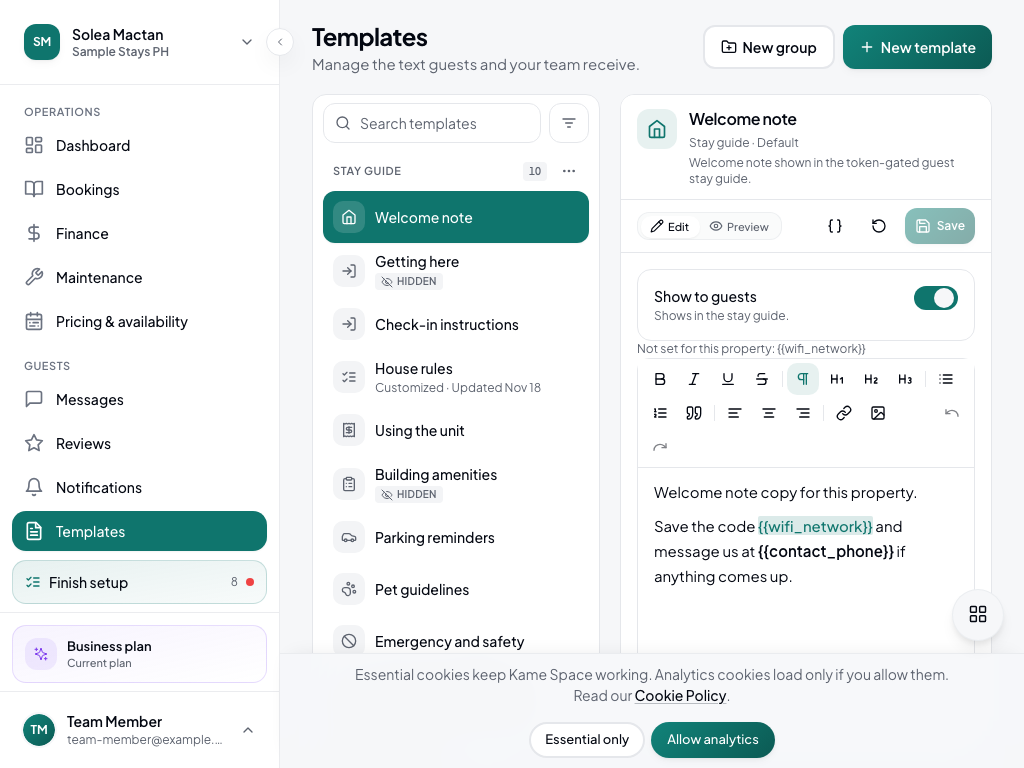 SM
Solea Mactan
Sample Stays PH
OPERATIONS
Dashboard
Bookings
Finance
Maintenance
Pricing & availability
GUESTS
Messages
Reviews
Notifications
Templates
Finish setup
8
Business plan
Current plan
TM
Team Member
team-member@example....
Templates
Manage the text guests and your team receive.
New group
New template
Search templates
STAY GUIDE
10
Welcome note
Getting here
HIDDEN
Check-in instructions
House rules
Customized · Updated Nov 18
Using the unit
Building amenities
HIDDEN
Parking reminders
Pet guidelines
Emergency and safety
Welcome note
Stay guide · Default
Welcome note shown in the token-gated guest
stay guide.
Edit
Preview
Save
Show to guests
Shows in the stay guide.
Not set for this property: {{wifi_network}}
H1
H2
H3
Welcome note copy for this property.
Save the code {{wifi_network}} and
message us at {{contact_phone}} if
anything comes up.
Essential cookies keep Kame Space working. Analytics cookies load only if you allow them.
Read our Cookie Policy.
Essential only
Allow analytics